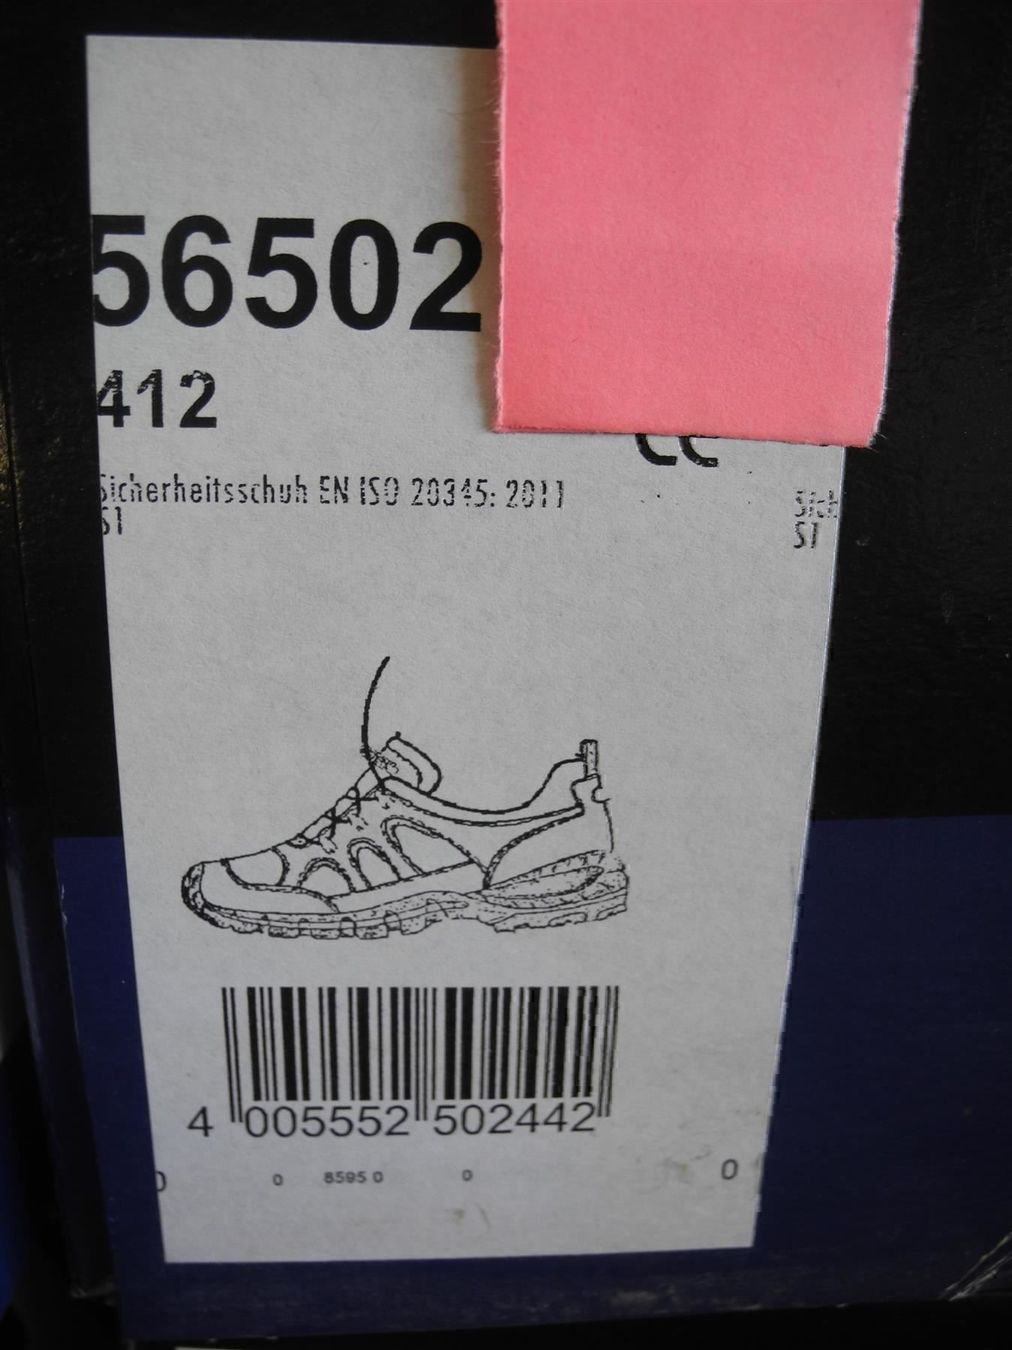 56502
412
CE
Sicherheitsschuh EN ISO 20345: 2011
S1
Sich
S1
4 005552 502442
0 0 8595 0 0 0